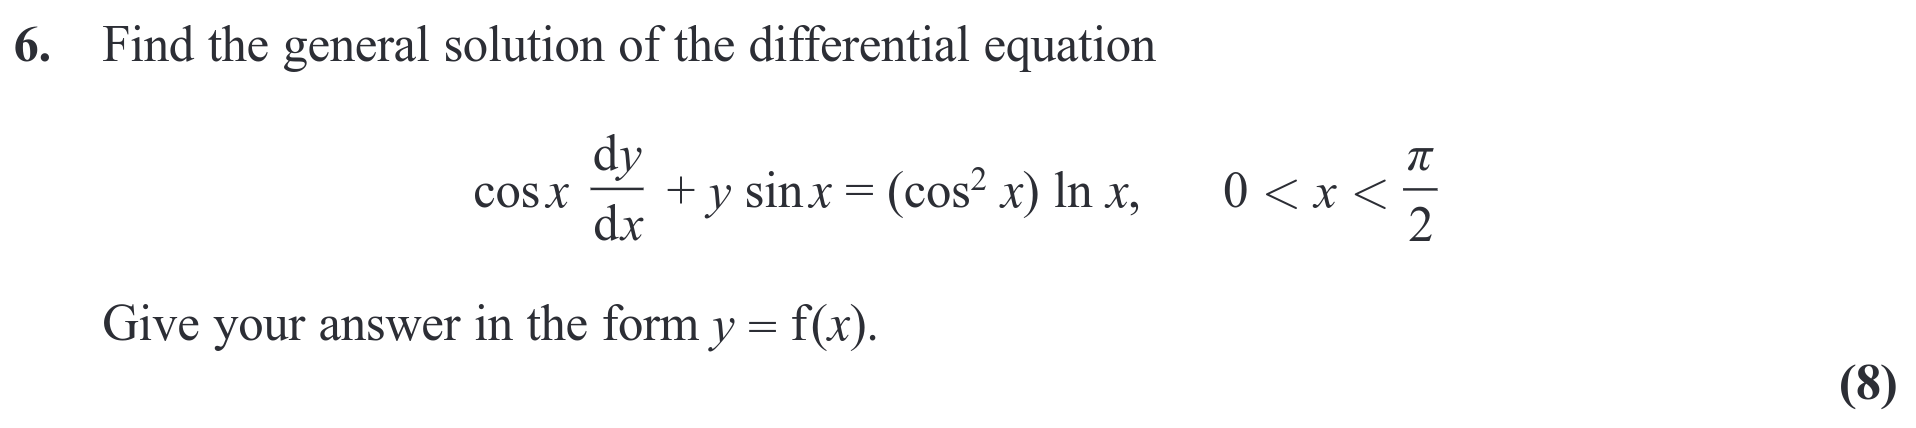 6. Find the general solution of the differential equation
cos x dy/dx + y sin x = (cos² x) ln x, 0 < x < π/2
Give your answer in the form y = f(x).
(8)